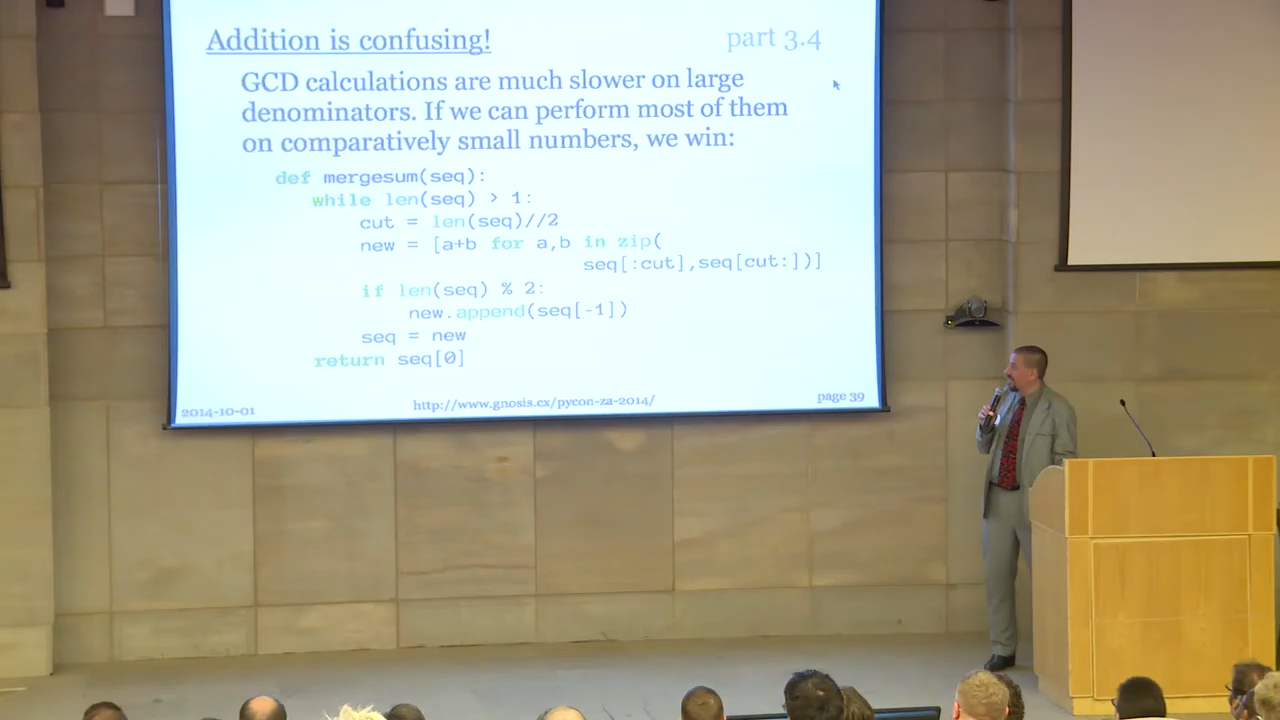 Addition is confusing!
part 3.4
GCD calculations are much slower on large
denominators. If we can perform most of them
on comparatively small numbers, we win:
def mergesum(seq):
while len(seq) > 1:
cut = len(seq)//2
new = [a+b for a,b in zip(
seq[:cut],seq[cut:])]
if len(seq) % 2:
new.append(seq[-1])
seq = new
return seq[0]
2014-10-01
http://www.gnosis.cx/pycon-za-2014/
page 39